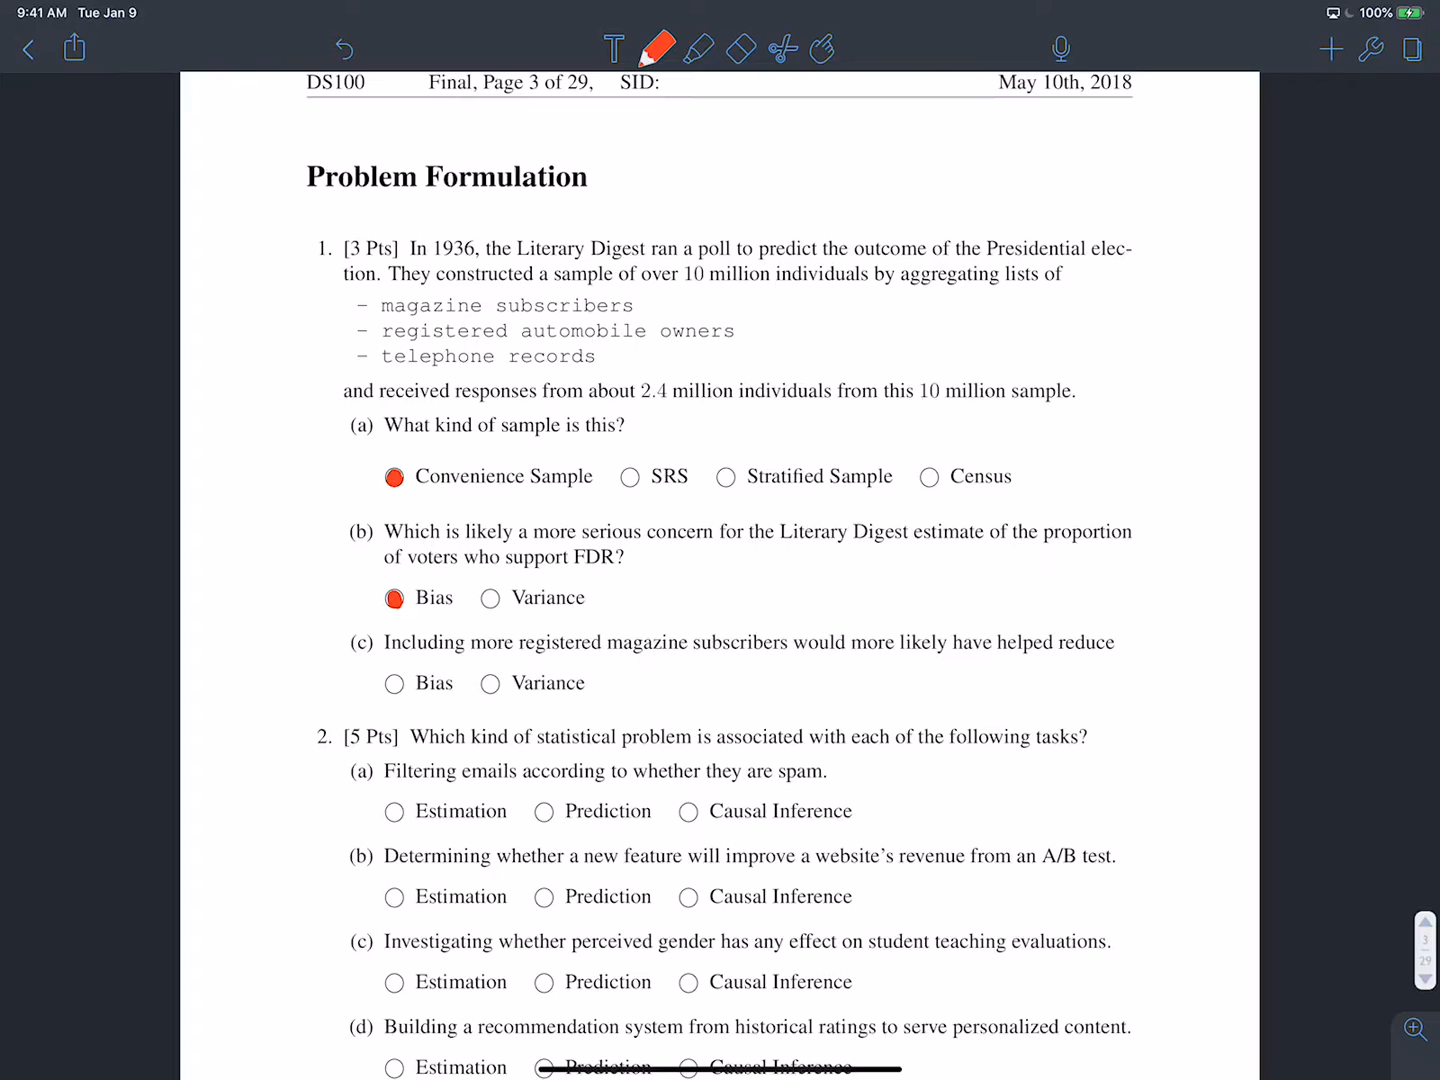 9:41 AM Tue Jan 9
100%
T
DS100 Final, Page 3 of 29, SID: May 10th, 2018
Problem Formulation
1. [3 Pts] In 1936, the Literary Digest ran a poll to predict the outcome of the Presidential elec-
tion. They constructed a sample of over 10 million individuals by aggregating lists of
– magazine subscribers
– registered automobile owners
– telephone records
and received responses from about 2.4 million individuals from this 10 million sample.
(a) What kind of sample is this?
Convenience Sample SRS Stratified Sample Census
(b) Which is likely a more serious concern for the Literary Digest estimate of the proportion
of voters who support FDR?
Bias Variance
(c) Including more registered magazine subscribers would more likely have helped reduce
Bias Variance
2. [5 Pts] Which kind of statistical problem is associated with each of the following tasks?
(a) Filtering emails according to whether they are spam.
Estimation Prediction Causal Inference
(b) Determining whether a new feature will improve a website's revenue from an A/B test.
Estimation Prediction Causal Inference
(c) Investigating whether perceived gender has any effect on student teaching evaluations.
Estimation Prediction Causal Inference
3
29
(d) Building a recommendation system from historical ratings to serve personalized content.
Estimation Prediction Causal Inference